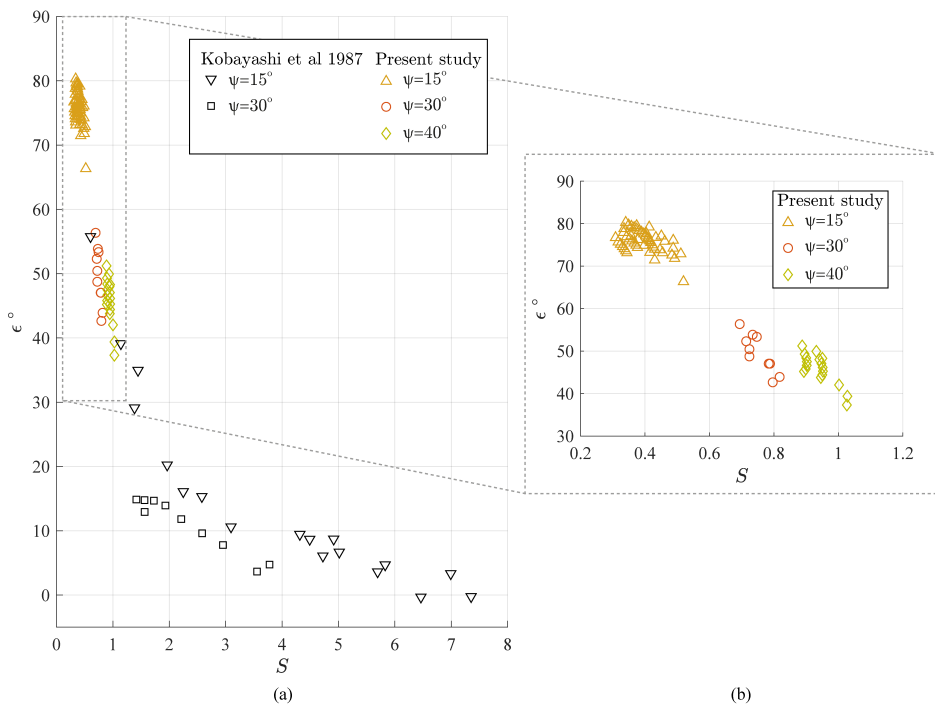 90
80
70
60
50
40
30
20
10
0
ϵ °
0 1 2 3 4 5 6 7 8
S
(a)
Kobayashi et al 1987 Present study
ψ=15° ψ=15°
ψ=30° ψ=30°
ψ=40°
90
80
70
60
50
40
30
ϵ °
0.2 0.4 0.6 0.8 1 1.2
S
(b)
Present study
ψ=15°
ψ=30°
ψ=40°